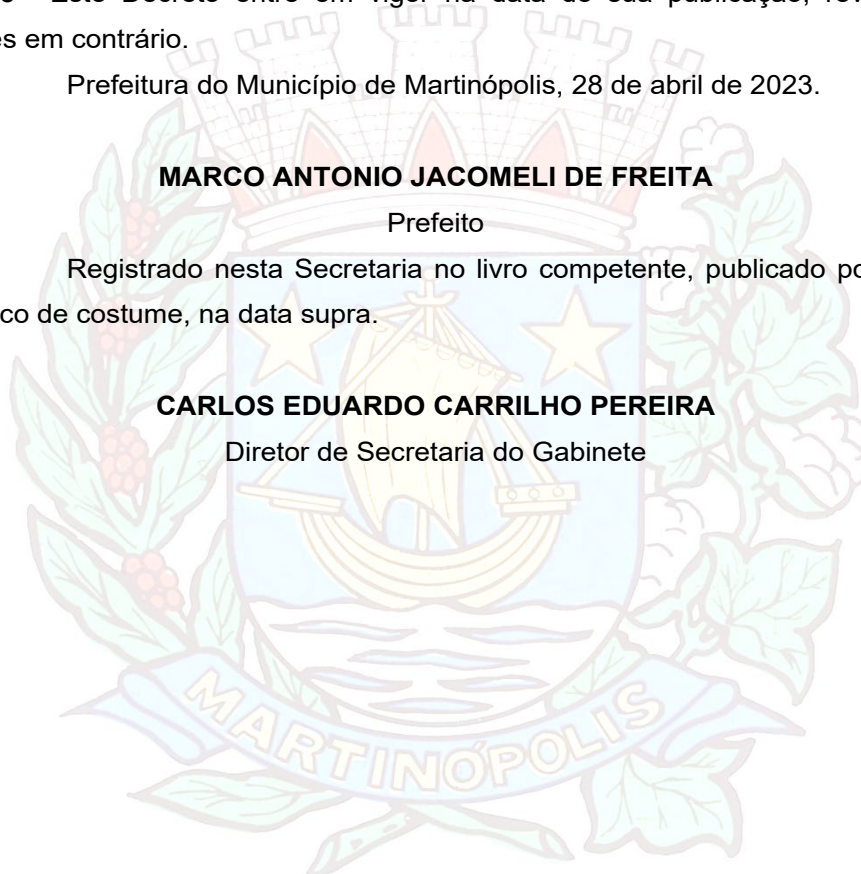 Este Decreto entre em vigor na data de sua publicação,
es em contrário.
Prefeitura do Município de Martinópolis, 28 de abril de 2023.
MARCO ANTONIO JACOMELI DE FREITA
Prefeito
Registrado nesta Secretaria no livro competente, publicado po
co de costume, na data supra.
CARLOS EDUARDO CARRILHO PEREIRA
Diretor de Secretaria do Gabinete
MARTINÓPOLIS